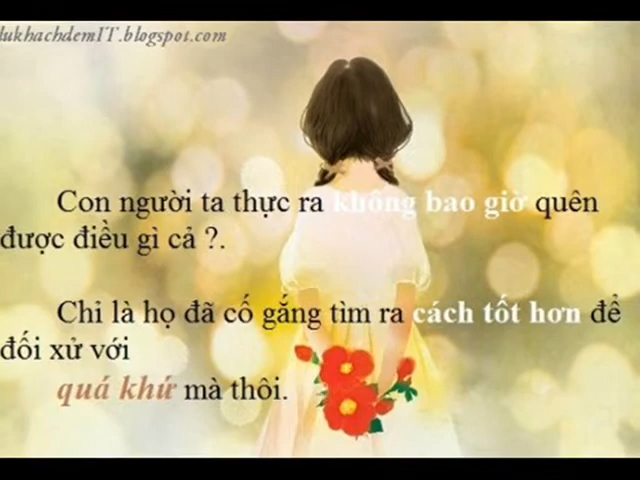 dukhachdemIT.blogspot.com
Con người ta thực ra không bao giờ quên
được điều gì cả ?.
Chỉ là họ đã cố gắng tìm ra cách tốt hơn để
đối xử với
quá khứ mà thôi.